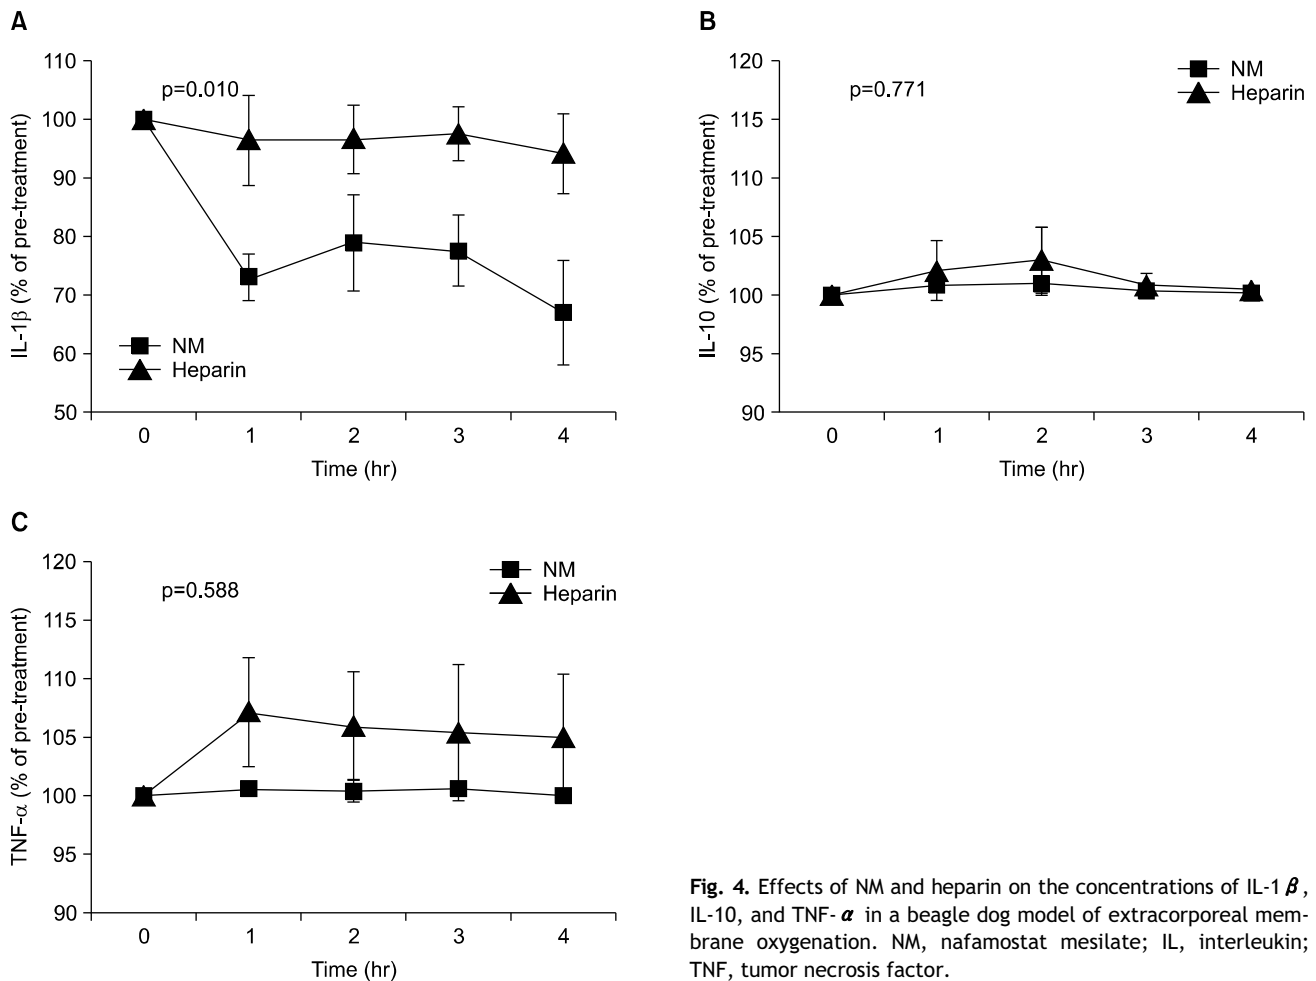 A
110
100
90
80
70
60
50
IL-1β (% of pre-treatment)
p=0.010
NM
Heparin
0 1 2 3 4
Time (hr)
B
120
115
110
105
100
95
90
IL-10 (% of pre-treatment)
p=0.771
NM
Heparin
0 1 2 3 4
Time (hr)
C
120
115
110
105
100
95
90
TNF-α (% of pre-treatment)
p=0.588
NM
Heparin
0 1 2 3 4
Time (hr)
Fig. 4. Effects of NM and heparin on the concentrations of IL-1 β,
IL-10, and TNF-α in a beagle dog model of extracorporeal mem-
brane oxygenation. NM, nafamostat mesilate; IL, interleukin;
TNF, tumor necrosis factor.